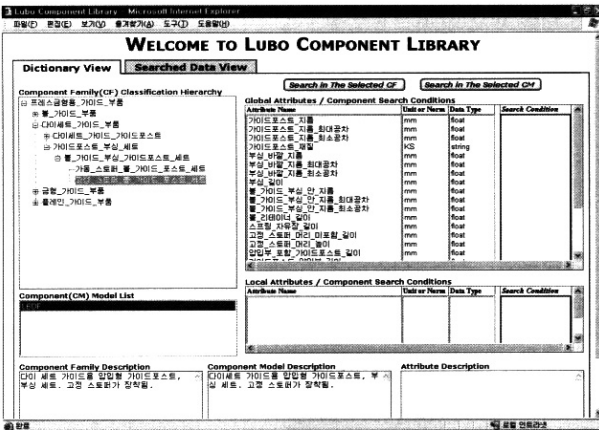 Lubo Component Library - Microsoft Internet Explorer
파일(F) 편집(E) 보기(V) 즐겨찾기(A) 도구(T) 도움말(H)
WELCOME TO LUBO COMPONENT LIBRARY
Dictionary View Searched Data View
Search in The Selected CF Search in The Selected CM
Component Family(CF) Classification Hierarchy
프레스금형용_가이드_부품
볼_가이드_부품
다이세트_가이드_부품
다이세트_가이드_가이드포스트
가이드포스트_부싱_세트
볼_가이드_부싱_가이드포스트_세트
가동_스토퍼_볼_가이드_포스트_세트
금형_가이드_부품
플레인_가이드_부품
Global Attributes / Component Search Conditions
Attribute Name Unit or Norm Data Type Search Condition
가이드포스트_지름 mm float
가이드포스트_지름_최대공차 mm float
가이드포스트_지름_최소공차 mm float
가이드포스트_재질 KS string
부싱_바깥_지름 mm float
부싱_바깥_지름_최대공차 mm float
부싱_바깥_지름_최소공차 mm float
부싱_길이 mm float
볼_가이드_부싱_안_지름 mm float
볼_가이드_부싱_안_지름_최대공차 mm float
볼_가이드_부싱_안_지름_최소공차 mm float
볼_리테이너_길이 mm float
스프링_자유장_길이 mm float
고정_스토퍼_머리_미포함_길이 mm float
고정_스토퍼_머리_높이 mm float
압입부_포함_가이드포스트_길이 mm float
Component(CM) Model List
Local Attributes / Component Search Conditions
Attribute Name Unit or Norm Data Type Search Condition
Component Family Description
다이 세트 가이드용 압입형 가이드포스트,
부싱 세트. 고정 스토퍼가 장착됨.
Component Model Description
다이세트 가이드용 압입형 가이드포스트, 부
싱 세트. 고정 스토퍼가 장착됨.
Attribute Description
완료 로컬 인트라넷